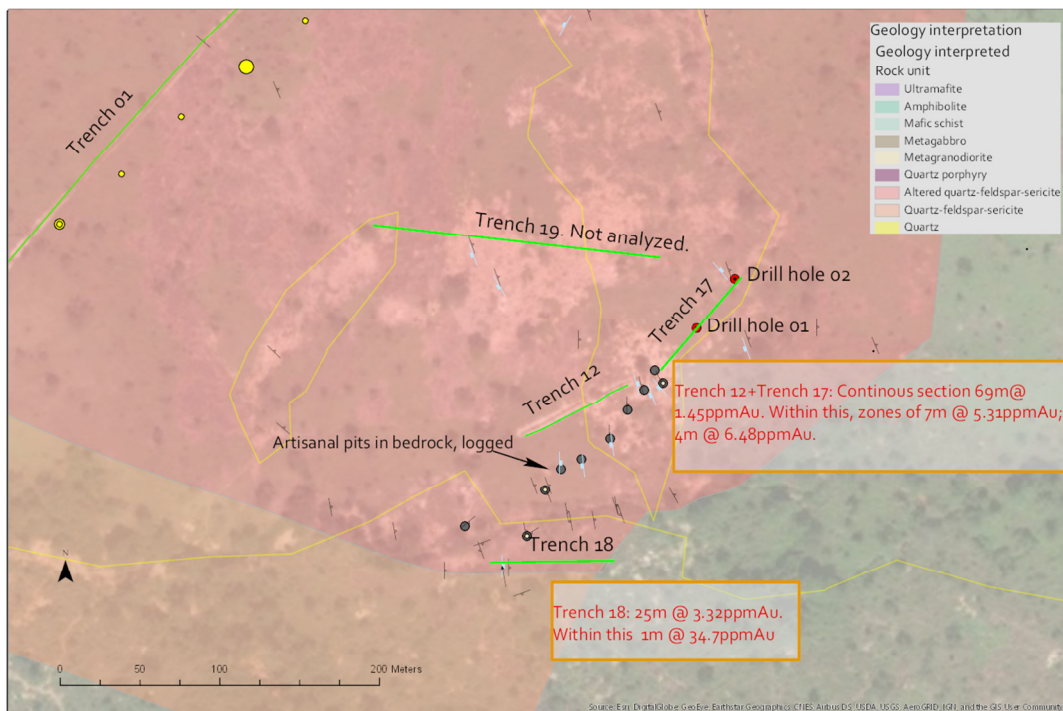 Geology interpretation
Geology interpreted
Rock unit
Ultramafite
Amphibolite
Mafic schist
Metagabbro
Metagranodiorite
Quartz porphyry
Altered quartz-feldspar-sericite
Quartz-feldspar-sericite
Quartz
Trench 01
Trench 19. Not analyzed.
Drill hole 02
Trench 17
Drill hole 01
Trench 12+Trench 17: Continous section 69m@
1.45ppmAu. Within this, zones of 7m @ 5.31ppmAu;
4m @ 6.48ppmAu.
Trench 12
Artisanal pits in bedrock, logged
Trench 18
N
Trench 18: 25m @ 3.32ppmAu.
Within this 1m @ 34.7ppmAu
0 50 100 200 Meters
Source: Esri, DigitalGlobe, GeoEye, Earthstar Geographics, CNES, Airbus DS, USDA, USGS, AeroGRID, IGN, and the GIS User Communit